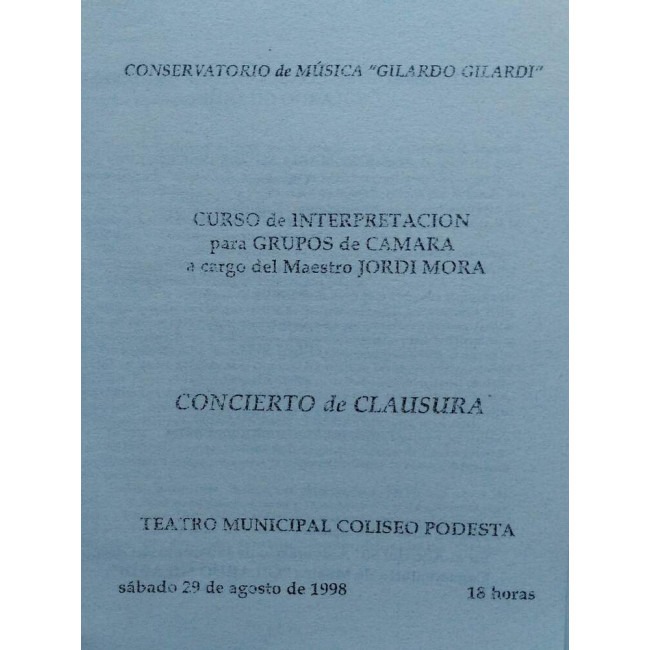 CONSERVATORIO de MÚSICA "GILARDO GILARDI"
CURSO de INTERPRETACION
para GRUPOS de CAMARA
a cargo del Maestro JORDI MORA
CONCIERTO de CLAUSURA
TEATRO MUNICIPAL COLISEO PODESTA
sábado 29 de agosto de 1998 18 horas